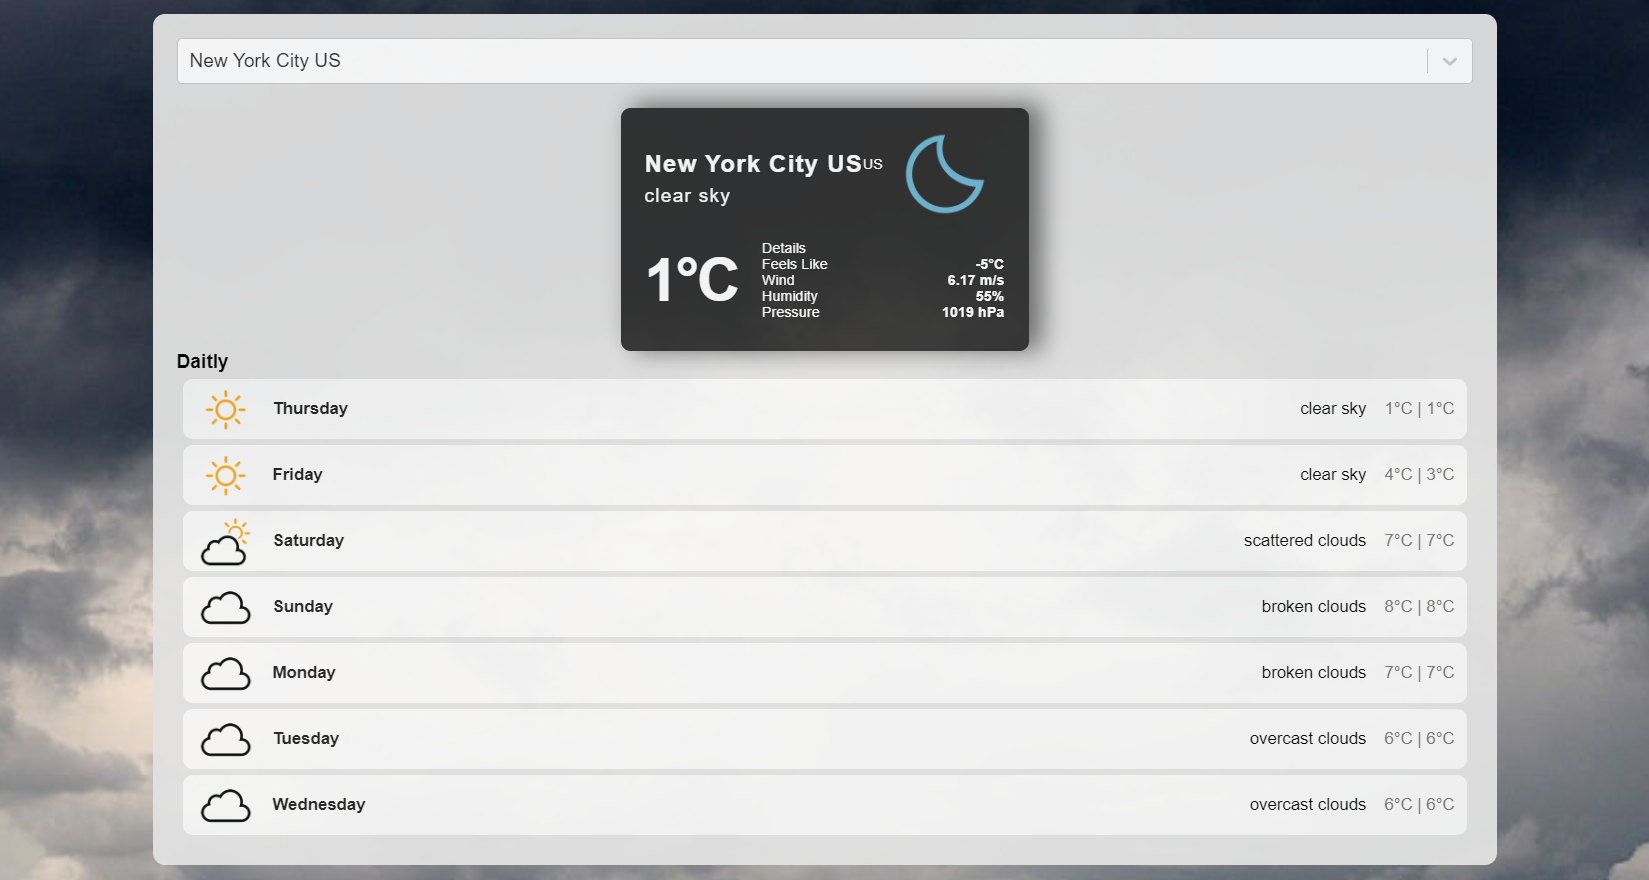 New York City US
New York City US US
clear sky
1°C
Details
Feels Like -5°C
Wind 6.17 m/s
Humidity 55%
Pressure 1019 hPa
Daitly
Thursday clear sky 1°C | 1°C
Friday clear sky 4°C | 3°C
Saturday scattered clouds 7°C | 7°C
Sunday broken clouds 8°C | 8°C
Monday broken clouds 7°C | 7°C
Tuesday overcast clouds 6°C | 6°C
Wednesday overcast clouds 6°C | 6°C